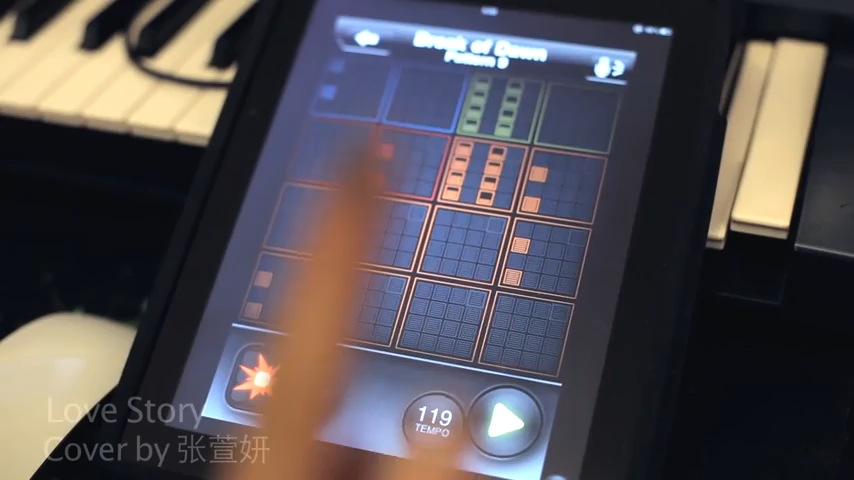 Break of Dawn
Pattern 9
119
TEMPO
Love Story
Cover by 张萱妍